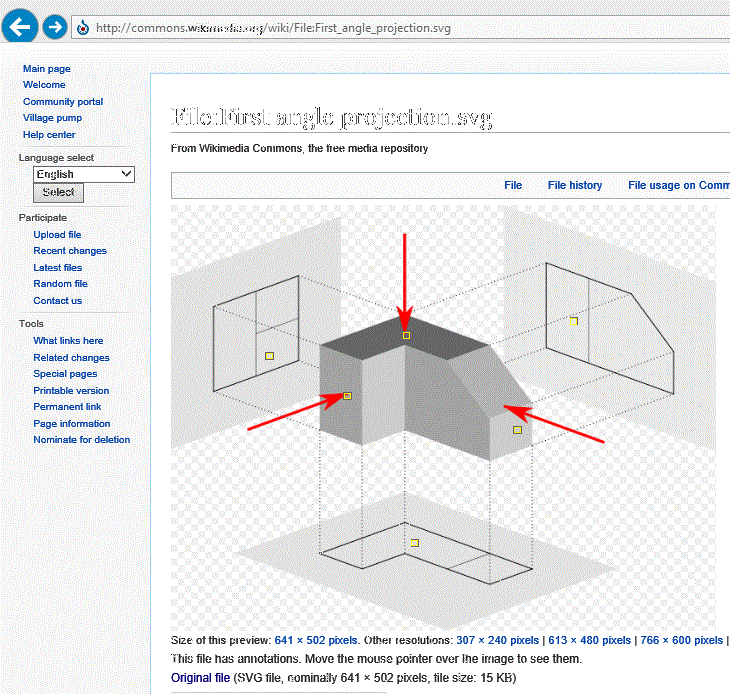 http://commons.wikimedia.org/wiki/File:First_angle_projection.svg
Main page
Welcome
Community portal
Village pump
Help center
Language select
English
Select
Participate
Upload file
Recent changes
Latest files
Random file
Contact us
Tools
What links here
Related changes
Special pages
Printable version
Permanent link
Page information
Nominate for deletion
File:First angle projection.svg
From Wikimedia Commons, the free media repository
File File history File usage on Comm
Size of this preview: 641 × 502 pixels. Other resolutions: 307 × 240 pixels | 613 × 480 pixels | 766 × 600 pixels |
This file has annotations. Move the mouse pointer over the image to see them.
Original file (SVG file, nominally 641 × 502 pixels, file size: 15 KB)